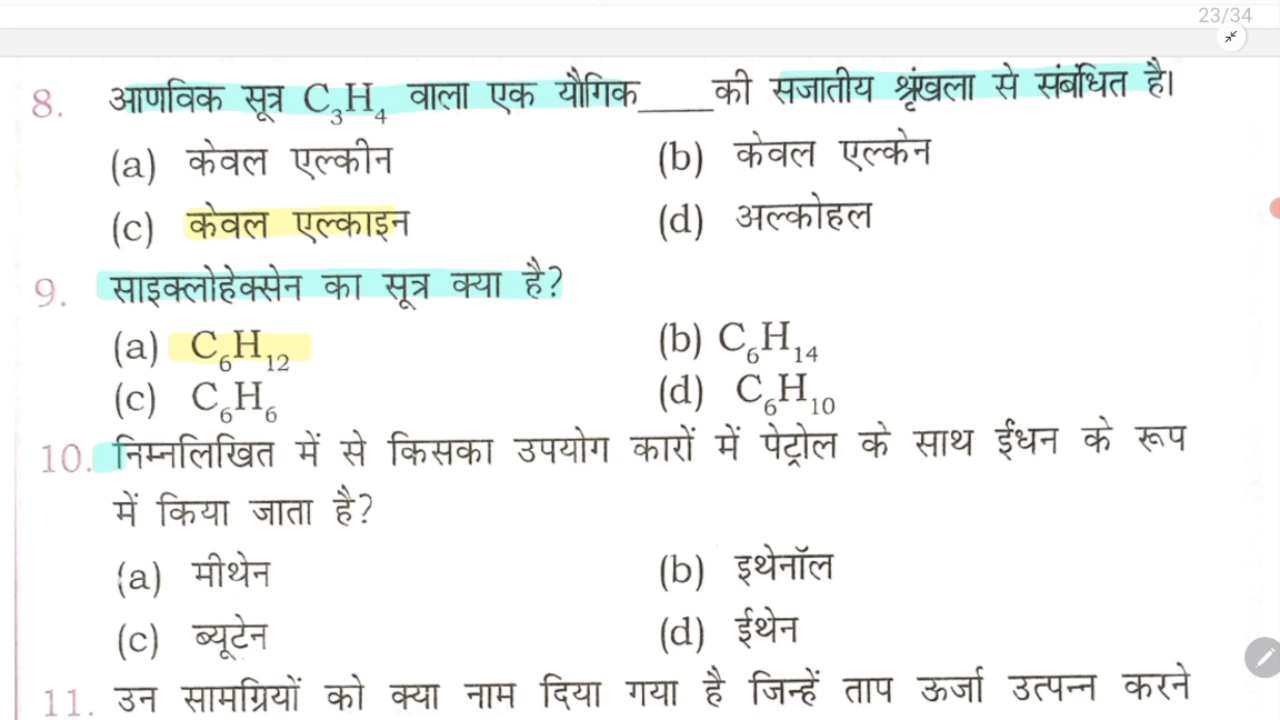 23/34
8. आणविक सूत्र C₃H₄ वाला एक यौगिक____की सजातीय श्रृंखला से संबंधित है।
(a) केवल एल्कीन (b) केवल एल्केन
(c) केवल एल्काइन (d) अल्कोहल
9. साइक्लोहेक्सेन का सूत्र क्या है?
(a) C₆H₁₂ (b) C₆H₁₄
(c) C₆H₆ (d) C₆H₁₀
10. निम्नलिखित में से किसका उपयोग कारों में पेट्रोल के साथ ईंधन के रूप
में किया जाता है?
(a) मीथेन (b) इथेनॉल
(c) ब्यूटेन (d) ईथेन
11. उन सामग्रियों को क्या नाम दिया गया है जिन्हें ताप ऊर्जा उत्पन्न करने